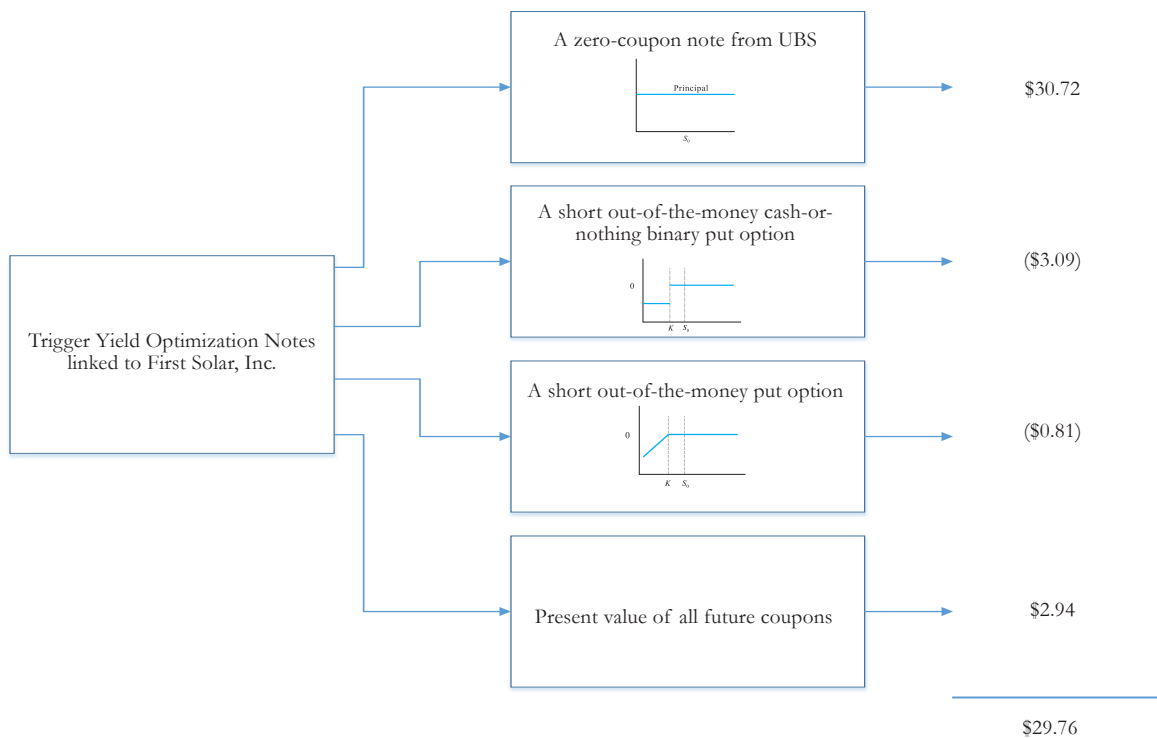 Trigger Yield Optimization Notes
linked to First Solar, Inc.
A zero-coupon note from UBS
Principal
S₀
$30.72
A short out-of-the-money cash-or-
nothing binary put option
0
K S₀
($3.09)
A short out-of-the-money put option
0
K S₀
($0.81)
Present value of all future coupons
$2.94
$29.76